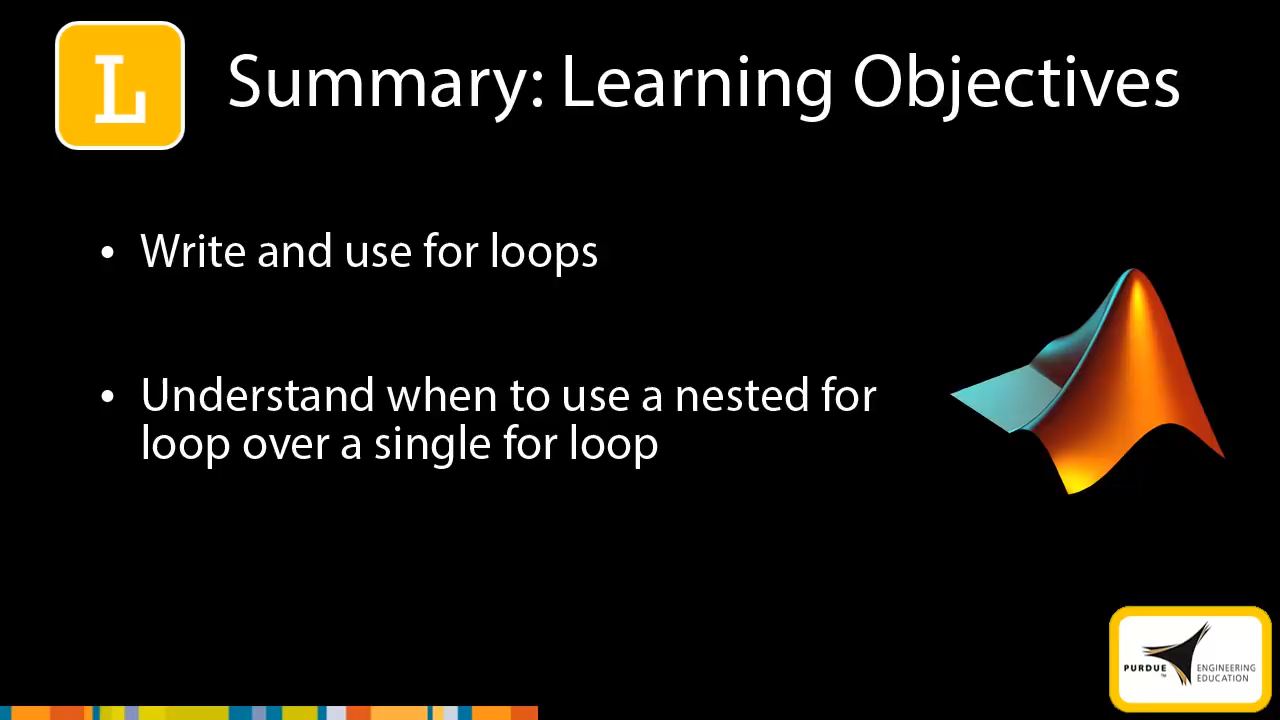 L
Summary: Learning Objectives
• Write and use for loops
• Understand when to use a nested for
loop over a single for loop
PURDUE
TM
ENGINEERING
EDUCATION